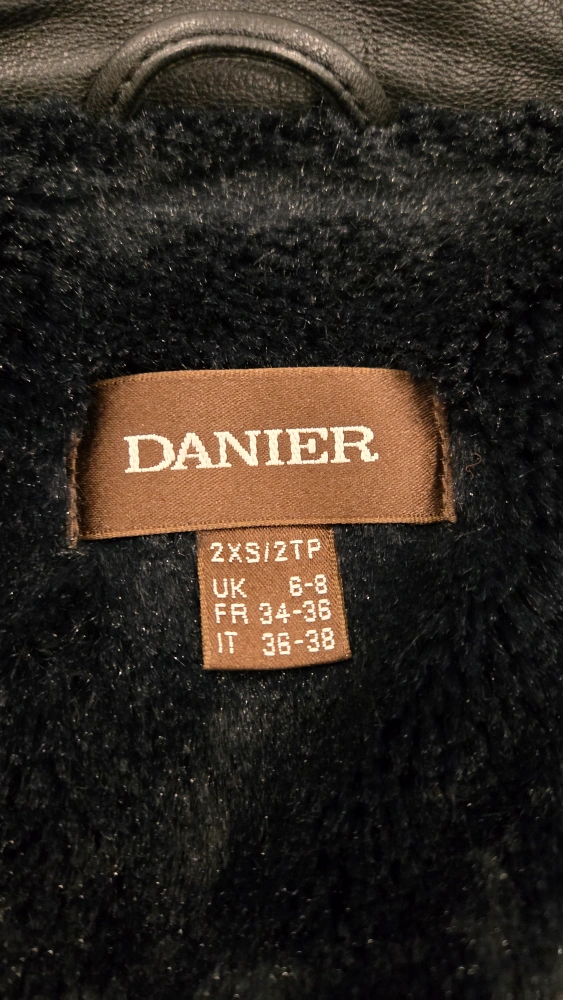 DANIER
2XS/2TP
UK 6-8
FR 34-36
IT 36-38